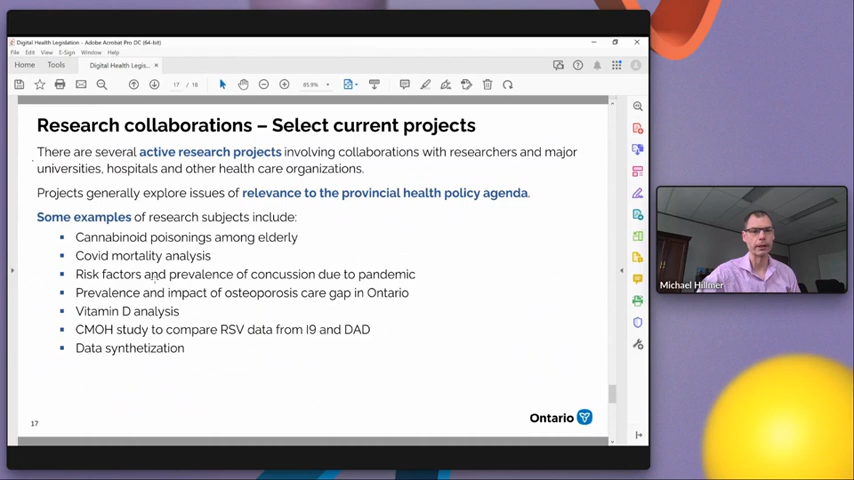 Digital Health Legislation - Adobe Acrobat Pro DC (64-bit)
File Edit View E-Sign Window Help
Home Tools Digital Health Legis... ×
17 / 18 85.9%
Research collaborations – Select current projects
There are several active research projects involving collaborations with researchers and major
universities, hospitals and other health care organizations.
Projects generally explore issues of relevance to the provincial health policy agenda.
Some examples of research subjects include:
▪ Cannabinoid poisonings among elderly
▪ Covid mortality analysis
▪ Risk factors and prevalence of concussion due to pandemic
▪ Prevalence and impact of osteoporosis care gap in Ontario
▪ Vitamin D analysis
▪ CMOH study to compare RSV data from I9 and DAD
▪ Data synthetization
17
Ontario
Michael Hillmer